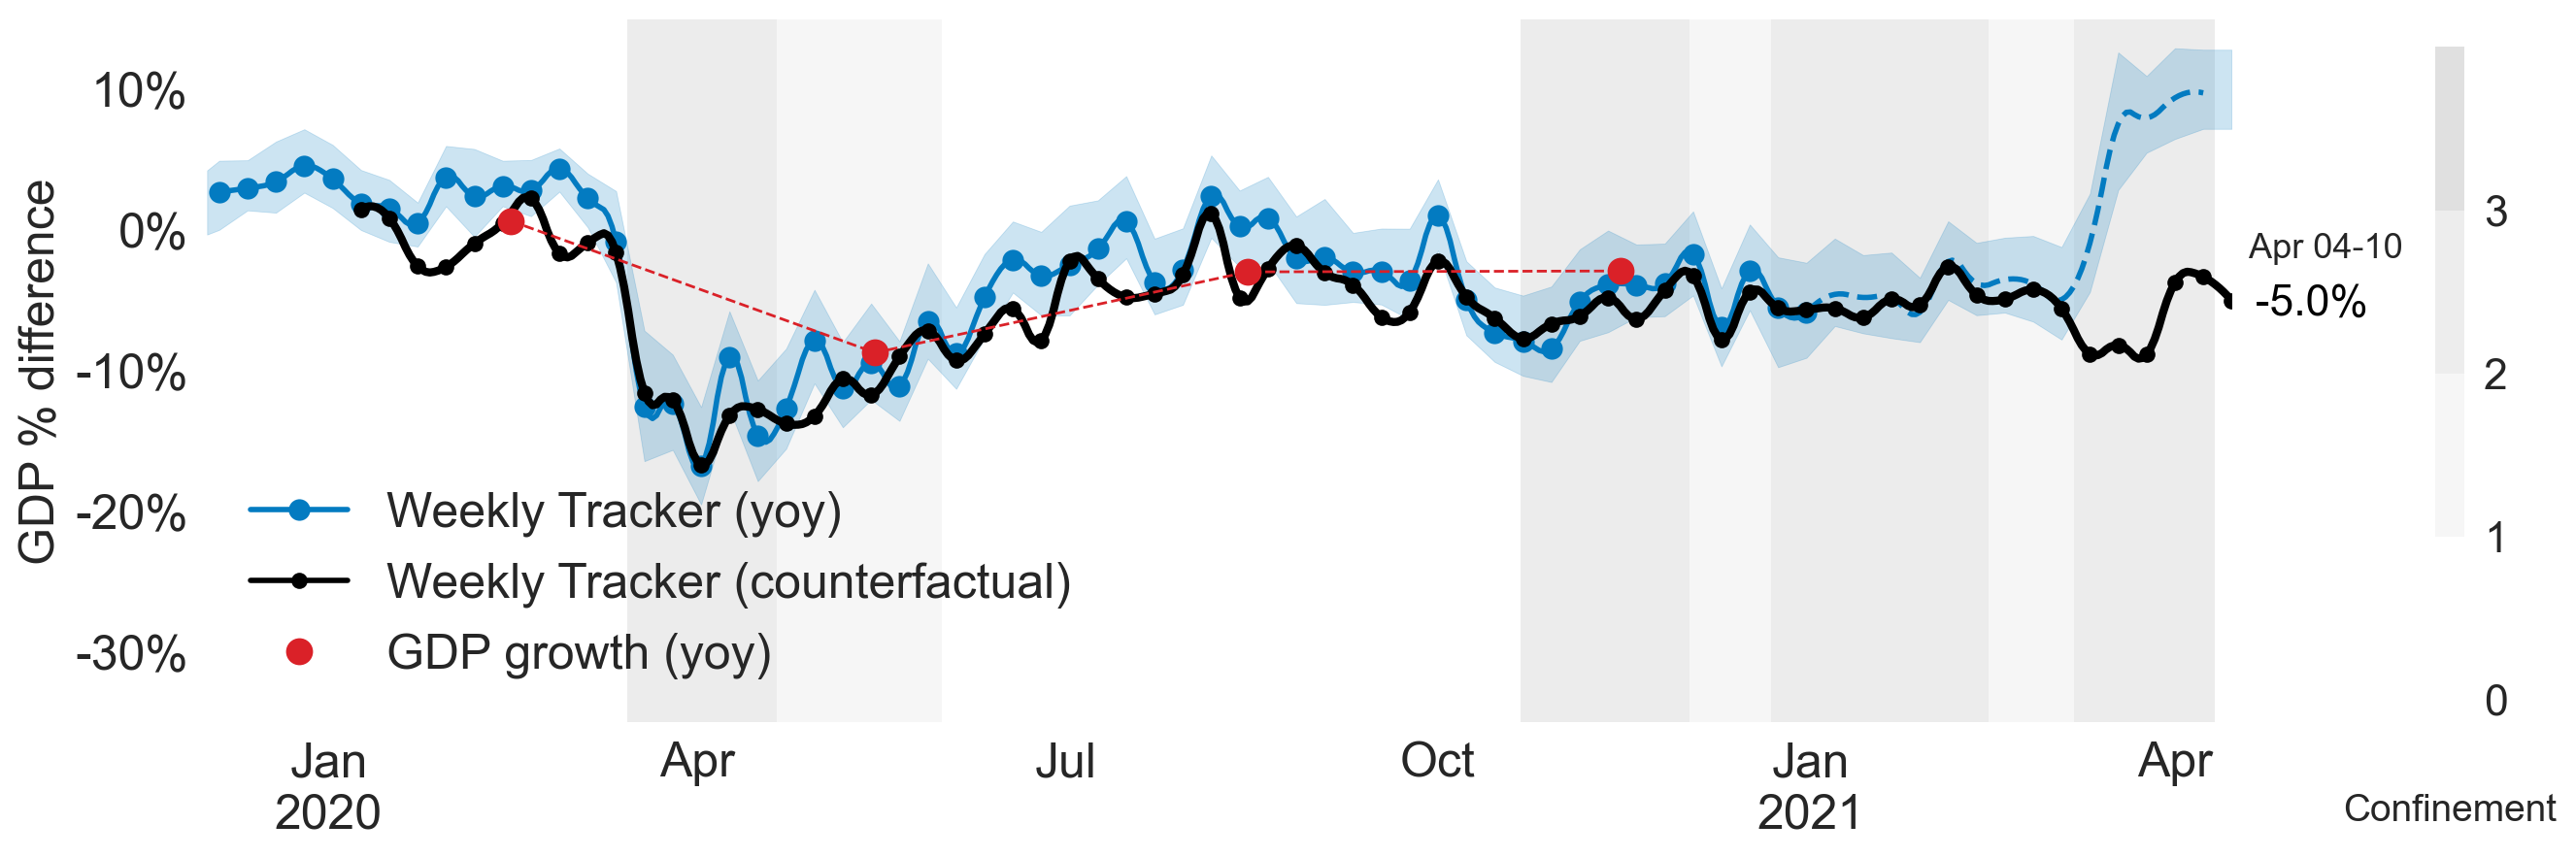 GDP % difference
10%
0%
-10%
-20%
-30%
Weekly Tracker (yoy)
Weekly Tracker (counterfactual)
GDP growth (yoy)
Jan
2020
Apr
Jul
Oct
Jan
2021
Apr
Apr 04-10
-5.0%
3
2
1
0
Confinement